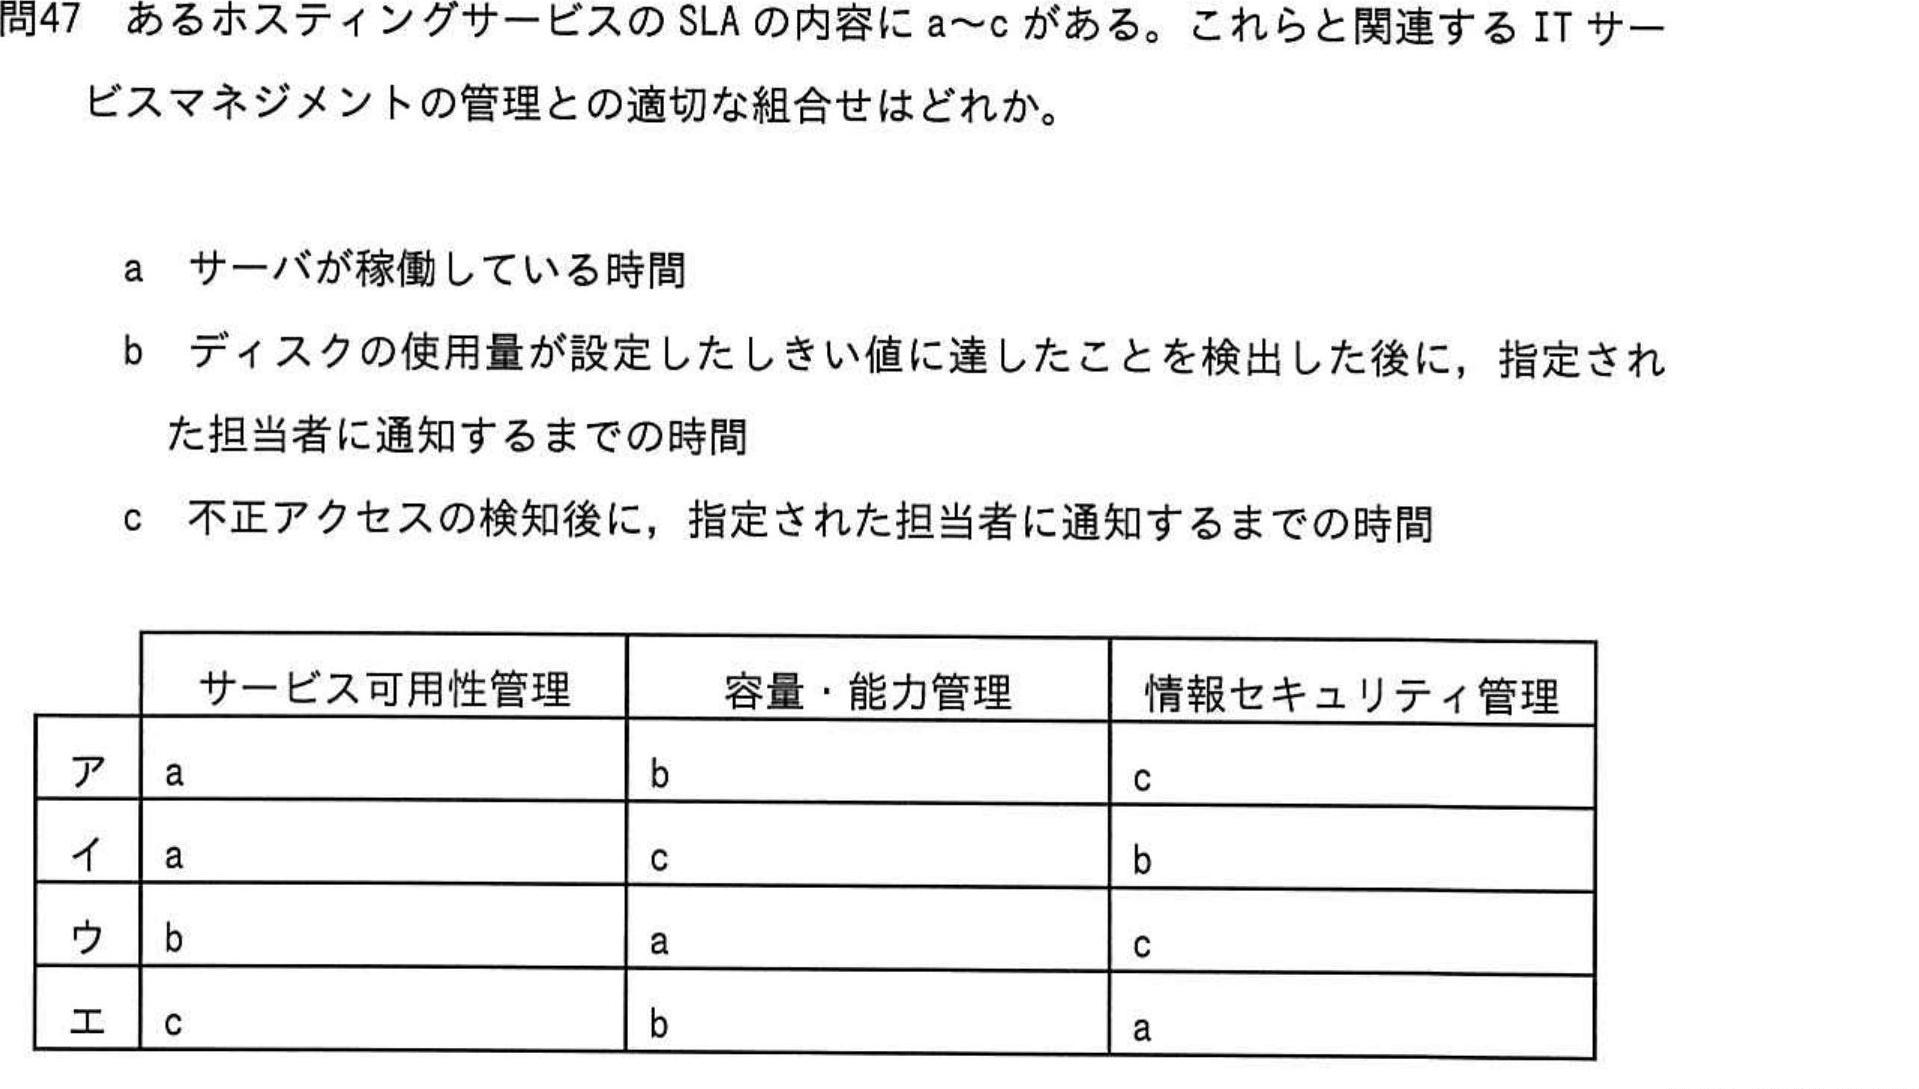 問47 あるホスティングサービスの SLA の内容に a～c がある。これらと関連する IT サー
ビスマネジメントの管理との適切な組合せはどれか。
a サーバが稼働している時間
b ディスクの使用量が設定したしきい値に達したことを検出した後に，指定され
た担当者に通知するまでの時間
c 不正アクセスの検知後に，指定された担当者に通知するまでの時間
サービス可用性管理 容量・能力管理 情報セキュリティ管理
ア a b c
イ a c b
ウ b a c
エ c b a